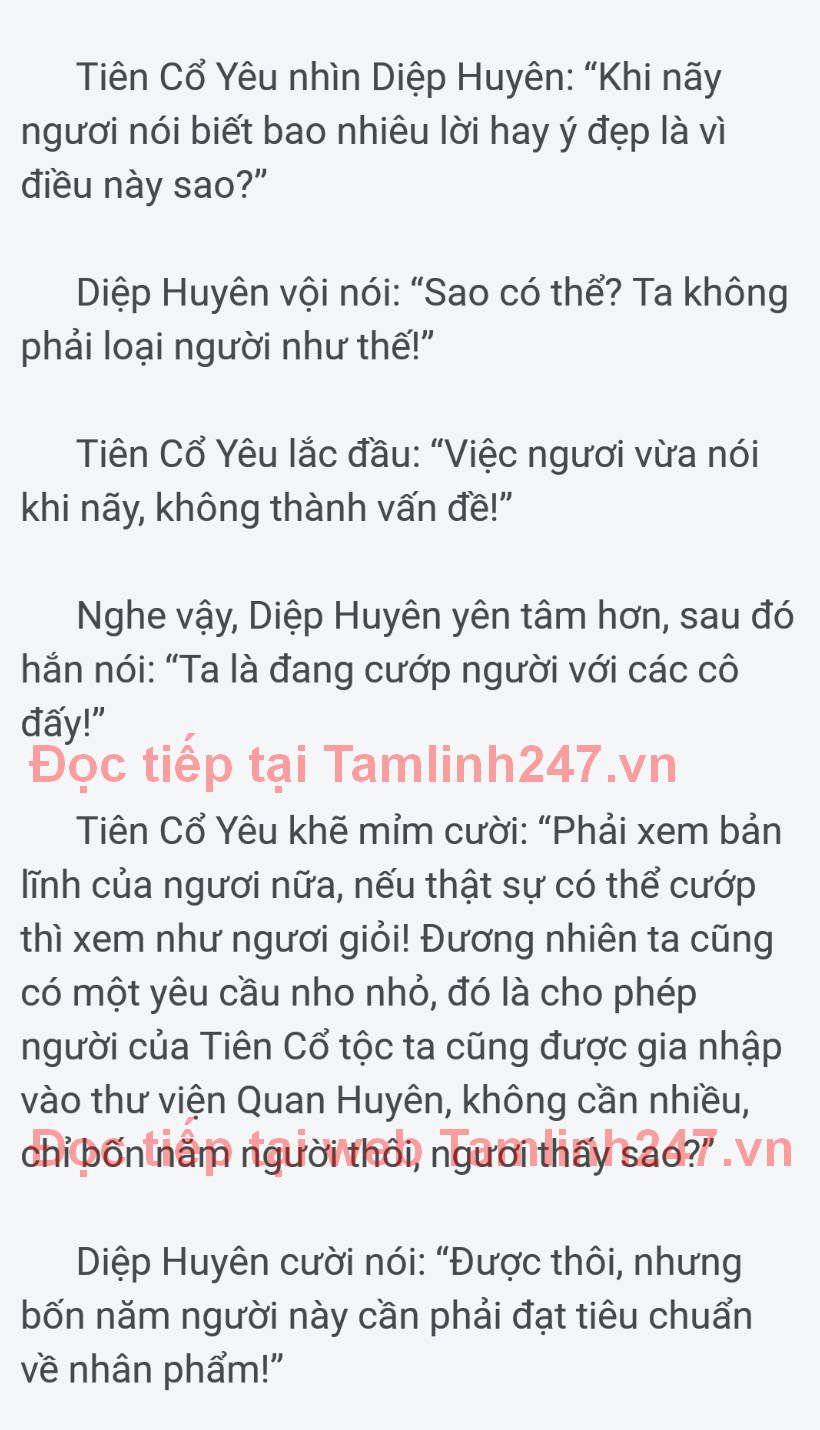 Tiên Cổ Yêu nhìn Diệp Huyên: “Khi nãy
ngươi nói biết bao nhiêu lời hay ý đẹp là vì
điều này sao?”
Diệp Huyên vội nói: “Sao có thể? Ta không
phải loại người như thế!”
Tiên Cổ Yêu lắc đầu: “Việc ngươi vừa nói
khi nãy, không thành vấn đề!”
Nghe vậy, Diệp Huyên yên tâm hơn, sau đó
hắn nói: “Ta là đang cướp người với các cô
đấy!”
Đọc tiếp tại Tamlinh247.vn
Tiên Cổ Yêu khẽ mỉm cười: “Phải xem bản
lĩnh của ngươi nữa, nếu thật sự có thể cướp
thì xem như ngươi giỏi! Đương nhiên ta cũng
có một yêu cầu nho nhỏ, đó là cho phép
người của Tiên Cổ tộc ta cũng được gia nhập
vào thư viện Quan Huyên, không cần nhiều,
chỉ bốn năm người thôi, ngươi thấy sao?”
Đọc tiếp tại web Tamlinh247.vn
Diệp Huyên cười nói: “Được thôi, nhưng
bốn năm người này cần phải đạt tiêu chuẩn
về nhân phẩm!”